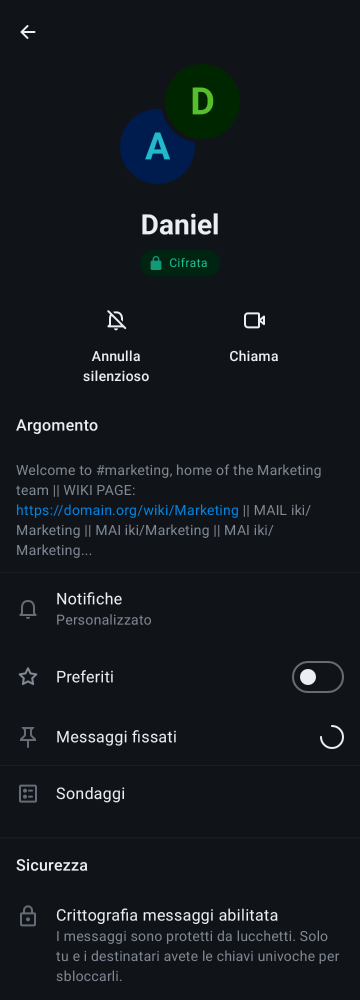 D
A
Daniel
Cifrata
Annulla
silenzioso
Chiama
Argomento
Welcome to #marketing, home of the Marketing
team || WIKI PAGE:
https://domain.org/wiki/Marketing || MAIL iki/
Marketing || MAI iki/Marketing || MAI iki/
Marketing...
Notifiche
Personalizzato
Preferiti
Messaggi fissati
Sondaggi
Sicurezza
Crittografia messaggi abilitata
I messaggi sono protetti da lucchetti. Solo
tu e i destinatari avete le chiavi univoche per
sbloccarli.